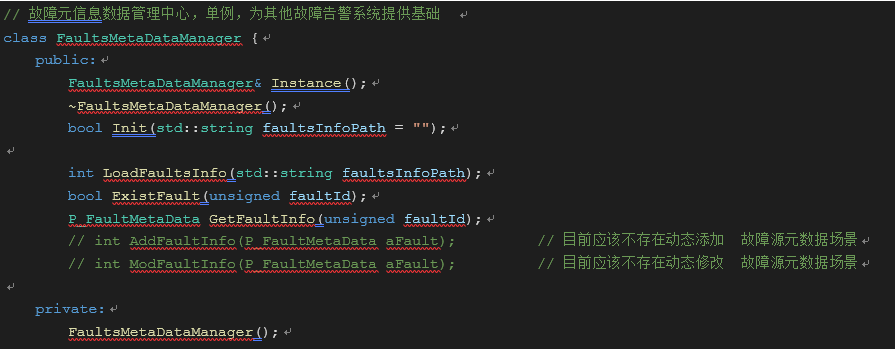 // 故障元信息数据管理中心，单例，为其他故障告警系统提供基础
class FaultsMetaDataManager {
public:
FaultsMetaDataManager& Instance();
~FaultsMetaDataManager();
bool Init(std::string faultsInfoPath = "");
int LoadFaultsInfo(std::string faultsInfoPath);
bool ExistFault(unsigned faultId);
P_FaultMetaData GetFaultInfo(unsigned faultId);
// int AddFaultInfo(P_FaultMetaData aFault); // 目前应该不存在动态添加 故障源元数据场景
// int ModFaultInfo(P_FaultMetaData aFault); // 目前应该不存在动态修改 故障源元数据场景
private:
FaultsMetaDataManager();